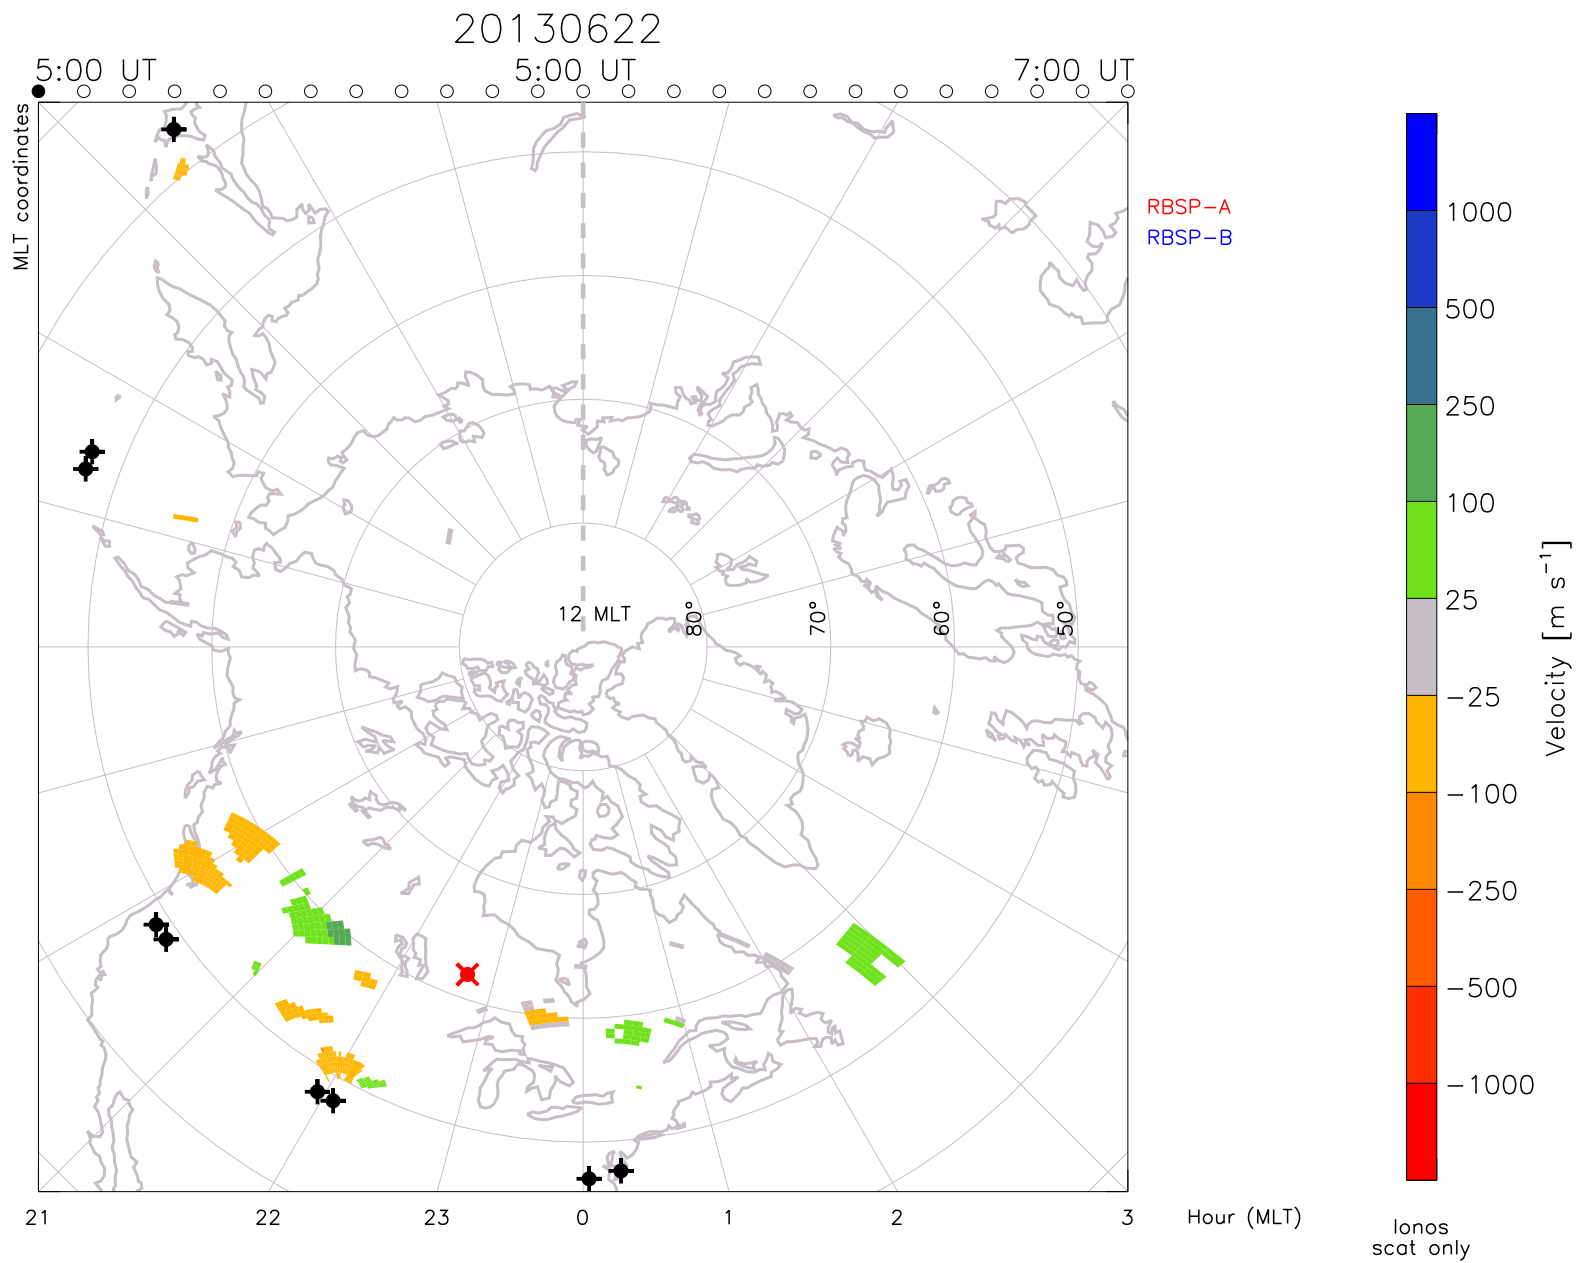 20130622
5:00 UT 5:00 UT 7:00 UT
MLT coordinates
RBSP-A
RBSP-B
12 MLT
80° 70° 60° 50°
1000
500
250
100
25
-25
-100
-250
-500
-1000
Velocity [m s⁻¹]
21 22 23 0 1 2 3 Hour (MLT)
Ionos
scat only